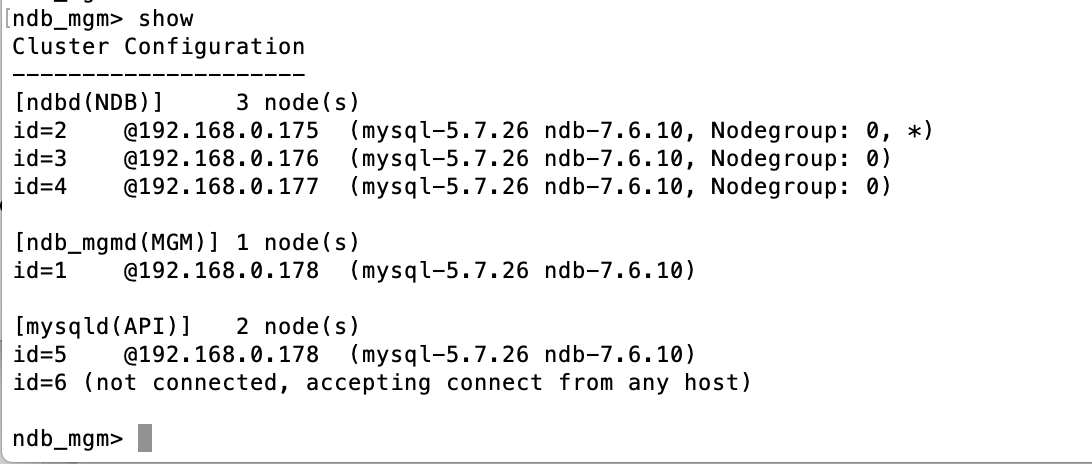 [ndb_mgm> show
Cluster Configuration
---------------------
[ndbd(NDB)]     3 node(s)
id=2    @192.168.0.175  (mysql-5.7.26 ndb-7.6.10, Nodegroup: 0, *)
id=3    @192.168.0.176  (mysql-5.7.26 ndb-7.6.10, Nodegroup: 0)
id=4    @192.168.0.177  (mysql-5.7.26 ndb-7.6.10, Nodegroup: 0)

[ndb_mgmd(MGM)] 1 node(s)
id=1    @192.168.0.178  (mysql-5.7.26 ndb-7.6.10)

[mysqld(API)]   2 node(s)
id=5    @192.168.0.178  (mysql-5.7.26 ndb-7.6.10)
id=6 (not connected, accepting connect from any host)

ndb_mgm>